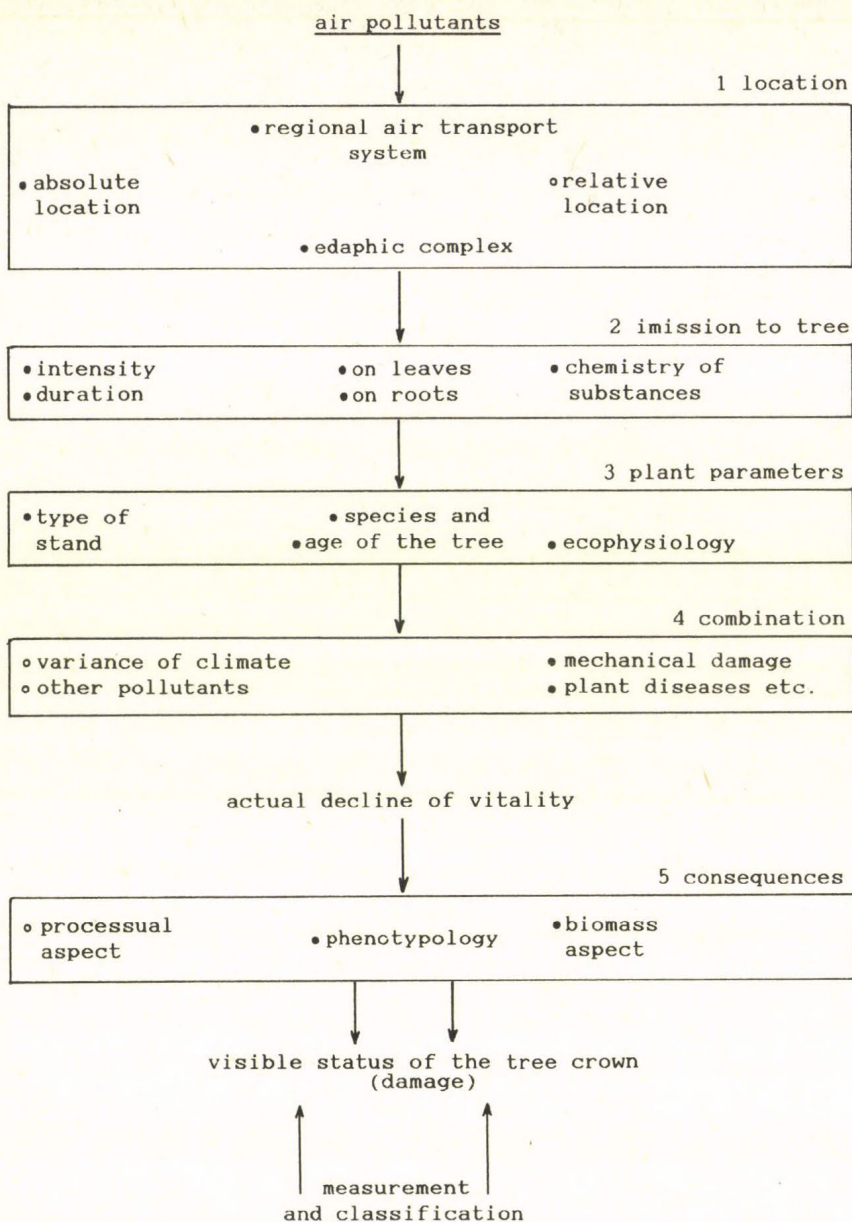 air pollutants
1 location
•regional air transport
system
•absolute
location
∘relative
location
•edaphic complex
2 imission to tree
•intensity
•duration
•on leaves
•on roots
•chemistry of
substances
3 plant parameters
•type of
stand
•species and
•age of the tree
•ecophysiology
4 combination
∘variance of climate
∘other pollutants
•mechanical damage
•plant diseases etc.
actual decline of vitality
5 consequences
∘processual
aspect
•phenotypology
•biomass
aspect
visible status of the tree crown
(damage)
measurement
and classification